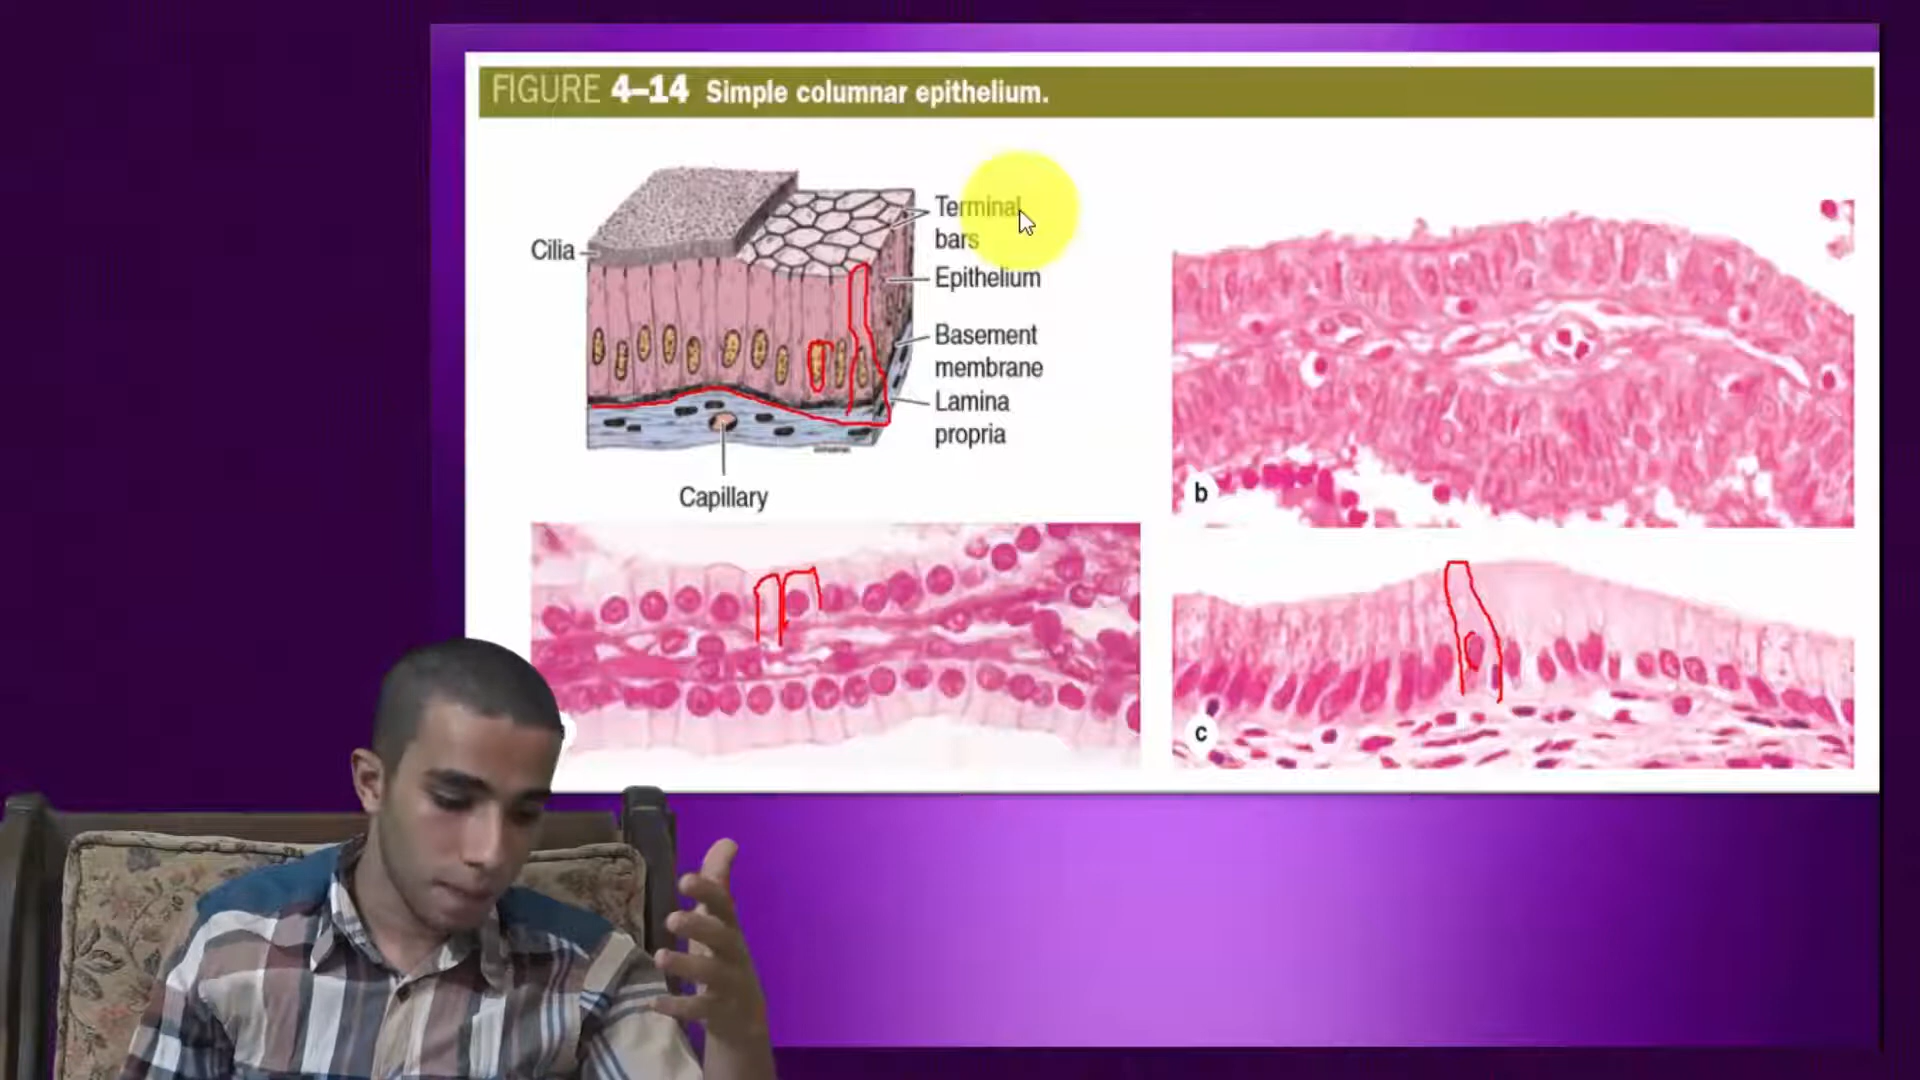 FIGURE 4–14 Simple columnar epithelium.
Cilia
Terminal
bars
Epithelium
Basement
membrane
Lamina
propria
Capillary
b
c